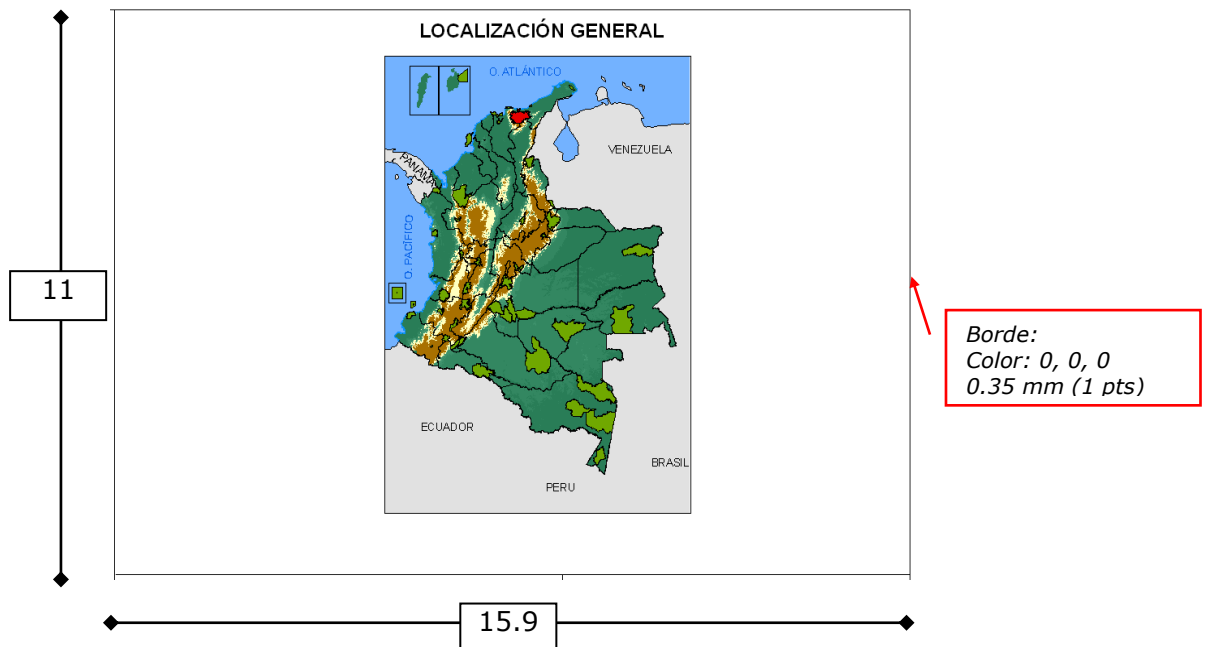 LOCALIZACIÓN GENERAL
O. ATLÁNTICO
VENEZUELA
PANAMÁ
O. PACÍFICO
11
Borde:
Color: 0, 0, 0
0.35 mm (1 pts)
ECUADOR
BRASIL
PERU
15.9